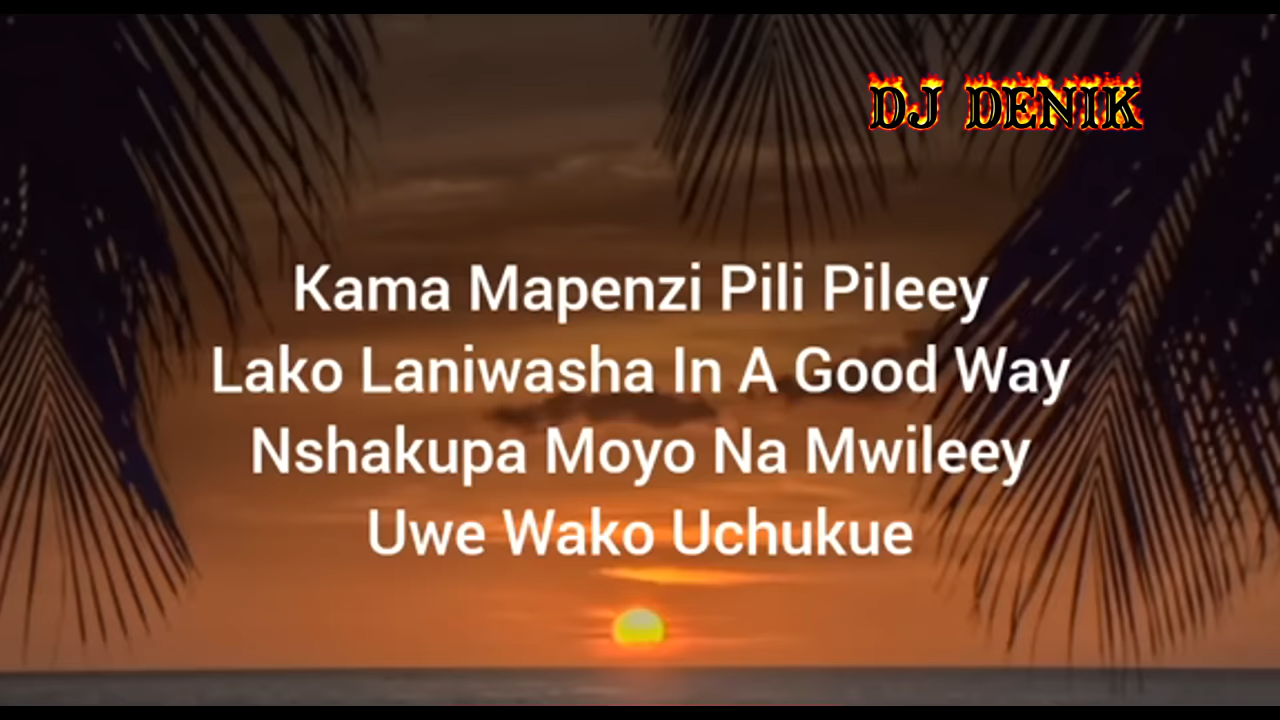 DJ DENIK
Kama Mapenzi Pili Pileey
Lako Laniwasha In A Good Way
Nshakupa Moyo Na Mwileey
Uwe Wako Uchukue